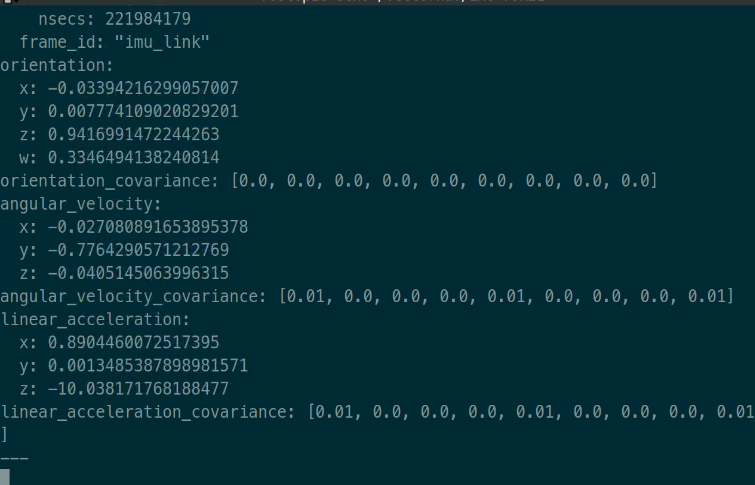 nsecs: 221984179
frame_id: "imu_link"
orientation:
x: -0.03394216299057007
y: 0.007774109020829201
z: 0.9416991472244263
w: 0.3346494138240814
orientation_covariance: [0.0, 0.0, 0.0, 0.0, 0.0, 0.0, 0.0, 0.0, 0.0]
angular_velocity:
x: -0.027080891653895378
y: -0.7764290571212769
z: -0.0405145063996315
angular_velocity_covariance: [0.01, 0.0, 0.0, 0.0, 0.01, 0.0, 0.0, 0.0, 0.01]
linear_acceleration:
x: 0.8904460072517395
y: 0.0013485387898981571
z: -10.038171768188477
linear_acceleration_covariance: [0.01, 0.0, 0.0, 0.0, 0.01, 0.0, 0.0, 0.0, 0.01
]
---